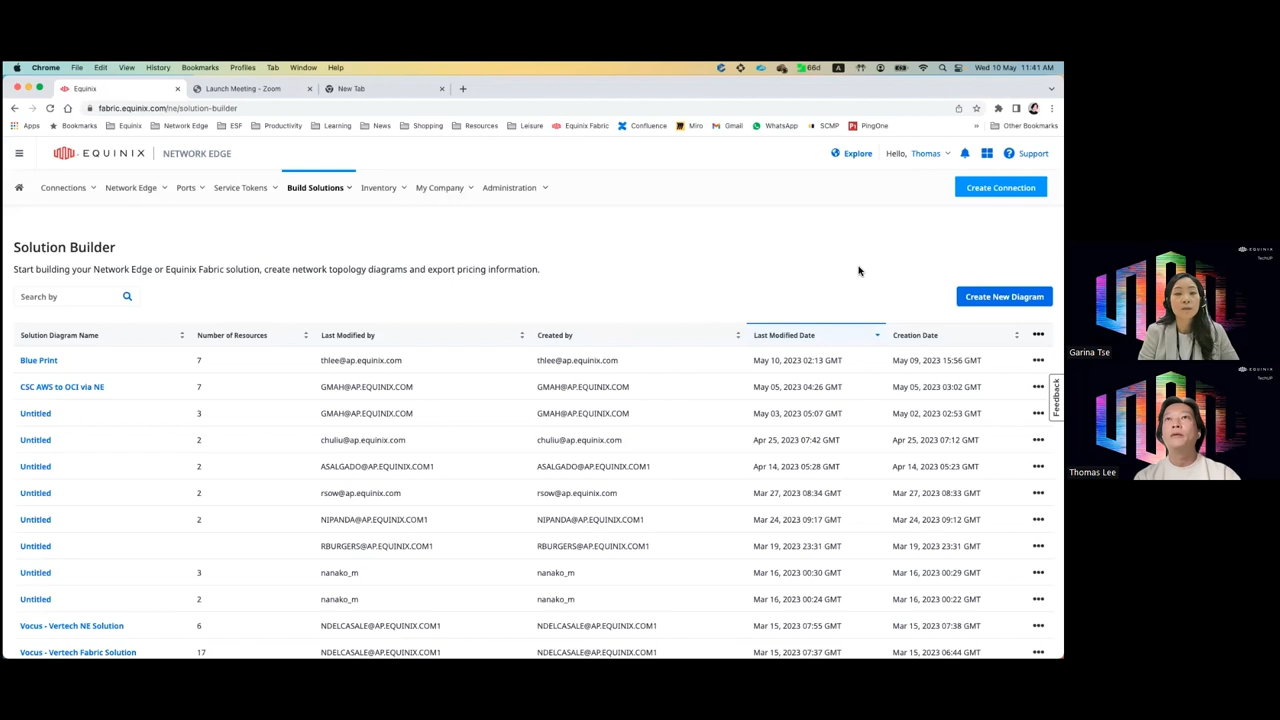 Chrome File Edit View History Bookmarks Profiles Tab Window Help 66d A Wed 10 May 11:41 AM
Equinix Launch Meeting - Zoom New Tab
fabric.equinix.com/ne/solution-builder
Apps Bookmarks Equinix Network Edge ESF Productivity Learning News Shopping Resources Leisure Equinix Fabric Confluence Miro Gmail WhatsApp SCMP PingOne » Other Bookmarks
EQUINIX NETWORK EDGE Explore Hello, Thomas Support
Connections Network Edge Ports Service Tokens Build Solutions Inventory My Company Administration Create Connection
Solution Builder
Start building your Network Edge or Equinix Fabric solution, create network topology diagrams and export pricing information.
Search by Create New Diagram
Solution Diagram Name Number of Resources Last Modified by Created by Last Modified Date Creation Date
Blue Print 7 thlee@ap.equinix.com thlee@ap.equinix.com May 10, 2023 02:13 GMT May 09, 2023 15:56 GMT
CSC AWS to OCI via NE 7 GMAH@AP.EQUINIX.COM GMAH@AP.EQUINIX.COM May 05, 2023 04:26 GMT May 05, 2023 03:02 GMT
Untitled 3 GMAH@AP.EQUINIX.COM GMAH@AP.EQUINIX.COM May 03, 2023 05:07 GMT May 02, 2023 02:53 GMT
Untitled 2 chuliu@ap.equinix.com chuliu@ap.equinix.com Apr 25, 2023 07:42 GMT Apr 25, 2023 07:12 GMT
Untitled 2 ASALGADO@AP.EQUINIX.COM1 ASALGADO@AP.EQUINIX.COM1 Apr 14, 2023 05:28 GMT Apr 14, 2023 05:23 GMT
Untitled 2 rsow@ap.equinix.com rsow@ap.equinix.com Mar 27, 2023 08:34 GMT Mar 27, 2023 08:33 GMT
Untitled 2 NIPANDA@AP.EQUINIX.COM1 NIPANDA@AP.EQUINIX.COM1 Mar 24, 2023 09:17 GMT Mar 24, 2023 09:12 GMT
Untitled RBURGERS@AP.EQUINIX.COM1 RBURGERS@AP.EQUINIX.COM1 Mar 19, 2023 23:31 GMT Mar 19, 2023 23:31 GMT
Untitled 3 nanako_m nanako_m Mar 16, 2023 00:30 GMT Mar 16, 2023 00:29 GMT
Untitled 2 nanako_m nanako_m Mar 16, 2023 00:24 GMT Mar 16, 2023 00:22 GMT
Vocus - Vertech NE Solution 6 NDELCASALE@AP.EQUINIX.COM1 NDELCASALE@AP.EQUINIX.COM1 Mar 15, 2023 07:55 GMT Mar 15, 2023 07:38 GMT
Vocus - Vertech Fabric Solution 17 NDELCASALE@AP.EQUINIX.COM1 NDELCASALE@AP.EQUINIX.COM1 Mar 15, 2023 07:37 GMT Mar 15, 2023 06:44 GMT
Feedback
EQUINIX
TechUP
Garina Tse
EQUINIX
TechUP
Thomas Lee